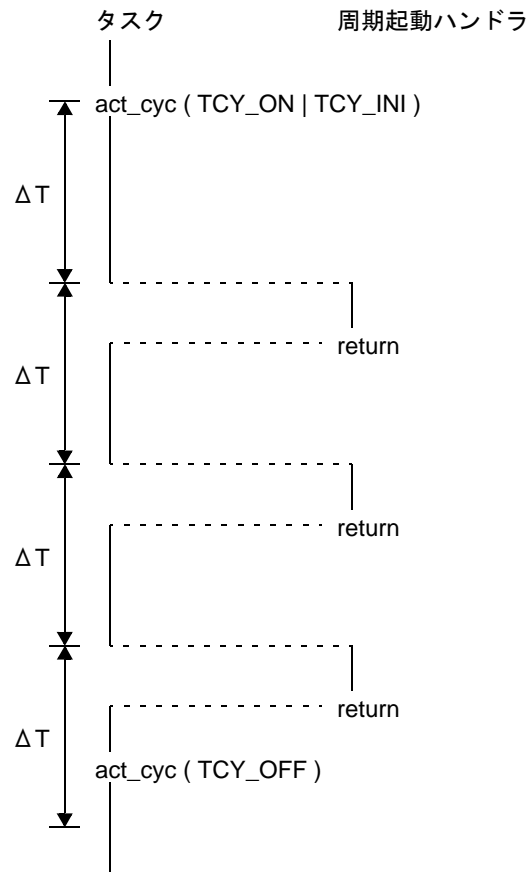 タスク
周期起動ハンドラ
act_cyc ( TCY_ON | TCY_INI )
ΔT
return
ΔT
return
ΔT
return
ΔT
act_cyc ( TCY_OFF )